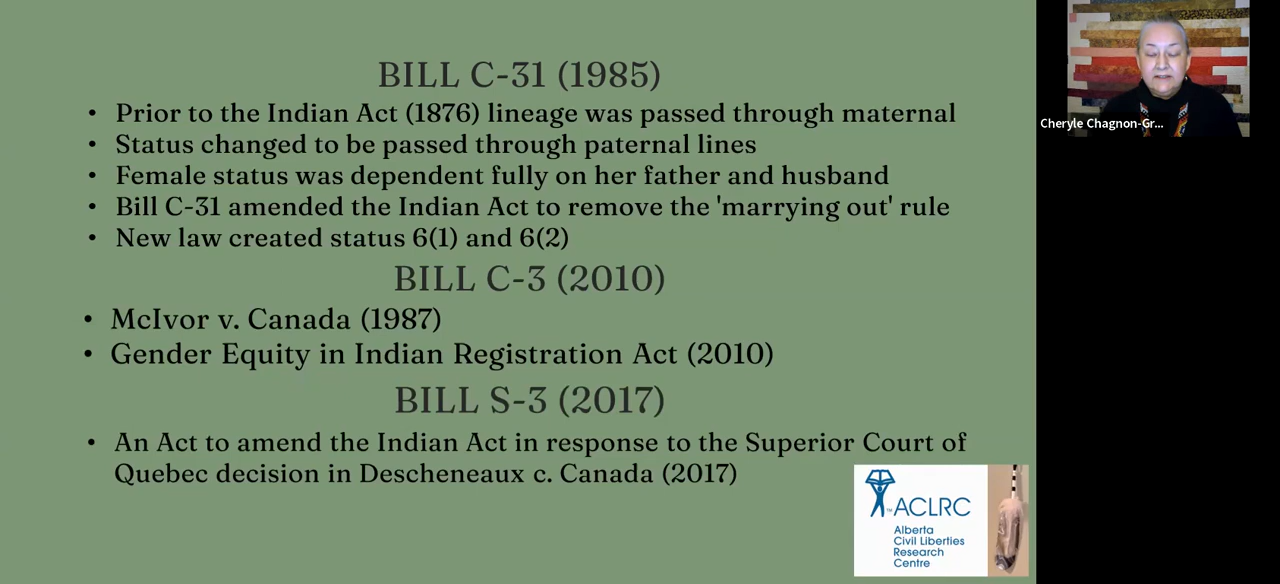 BILL C-31 (1985)
• Prior to the Indian Act (1876) lineage was passed through maternal
• Status changed to be passed through paternal lines
• Female status was dependent fully on her father and husband
• Bill C-31 amended the Indian Act to remove the 'marrying out' rule
• New law created status 6(1) and 6(2)
BILL C-3 (2010)
• McIvor v. Canada (1987)
• Gender Equity in Indian Registration Act (2010)
BILL S-3 (2017)
• An Act to amend the Indian Act in response to the Superior Court of
Quebec decision in Descheneaux c. Canada (2017)
™ACLRC
Alberta
Civil Liberties
Research
Centre
Cheryle Chagnon-Gr...